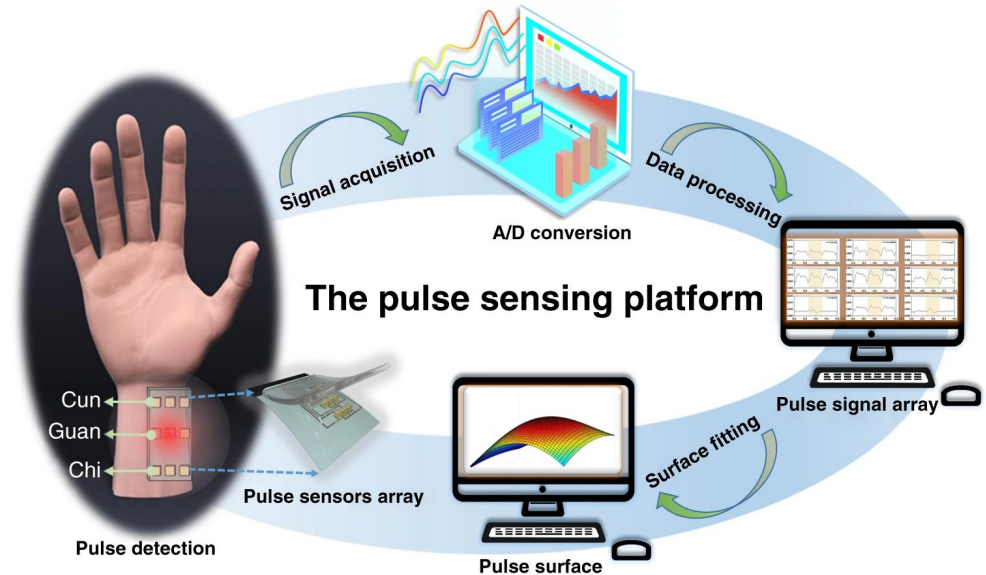 Signal acquisition
A/D conversion
Data processing
The pulse sensing platform
Cun
Guan
Chi
Pulse sensors array
Pulse detection
Pulse signal array
Surface fitting
Pulse surface